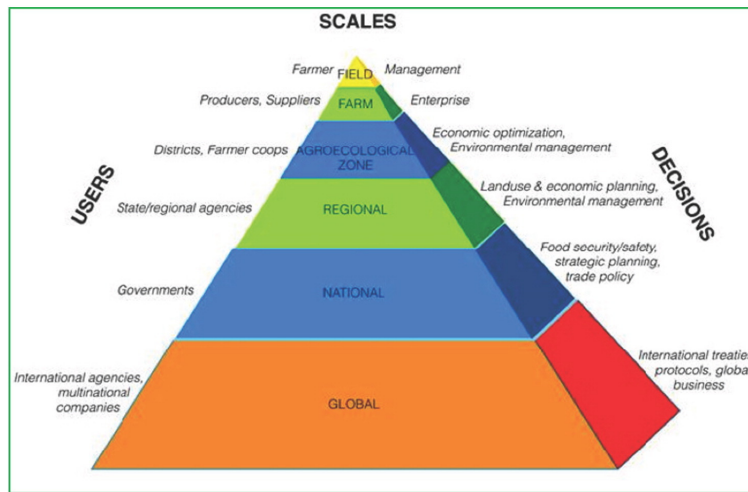 SCALES
Farmer
FIELD
Management
Producers, Suppliers
FARM
Enterprise
Districts, Farmer coops
AGROECOLOGICAL
ZONE
Economic optimization,
Environmental management
USERS
DECISIONS
State/regional agencies
REGIONAL
Landuse & economic planning,
Environmental management
Governments
NATIONAL
Food security/safety,
strategic planning,
trade policy
International agencies,
multinational
companies
GLOBAL
International treaties
protocols, global
business